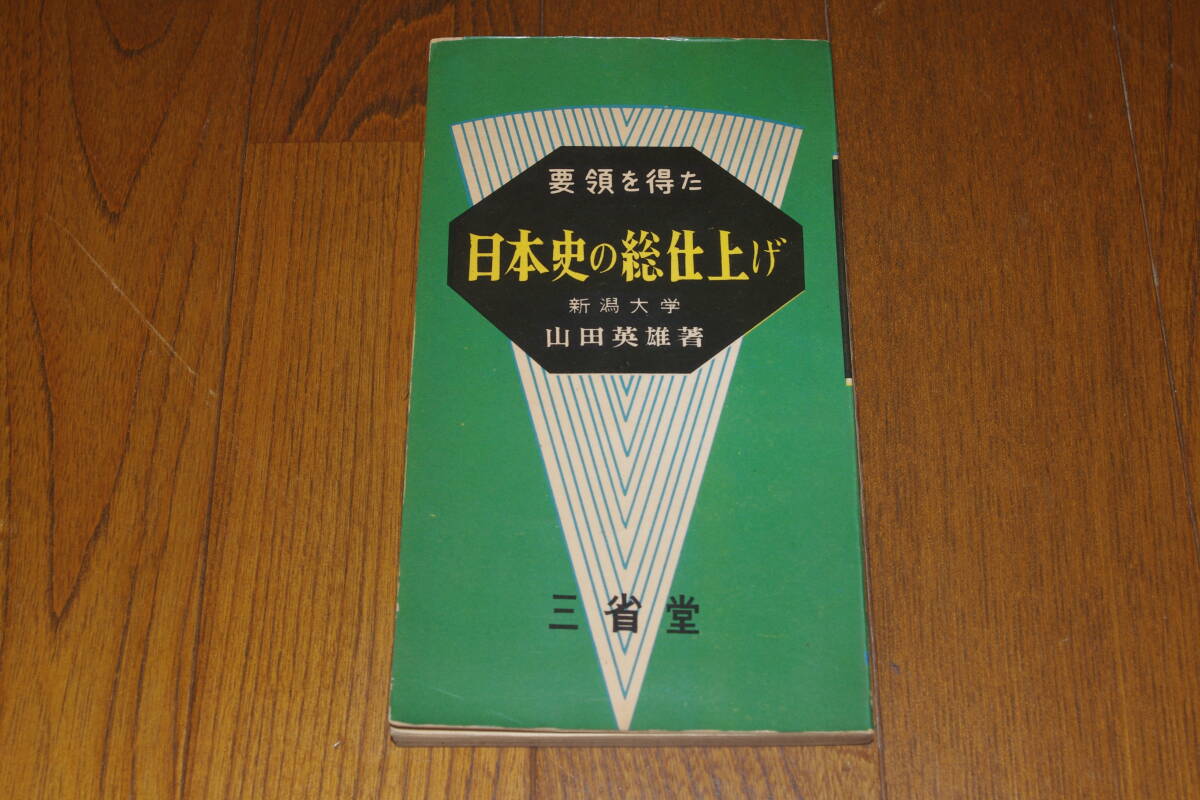 要領を得た
日本史の総仕上げ
新潟大学
山田英雄著
三省堂